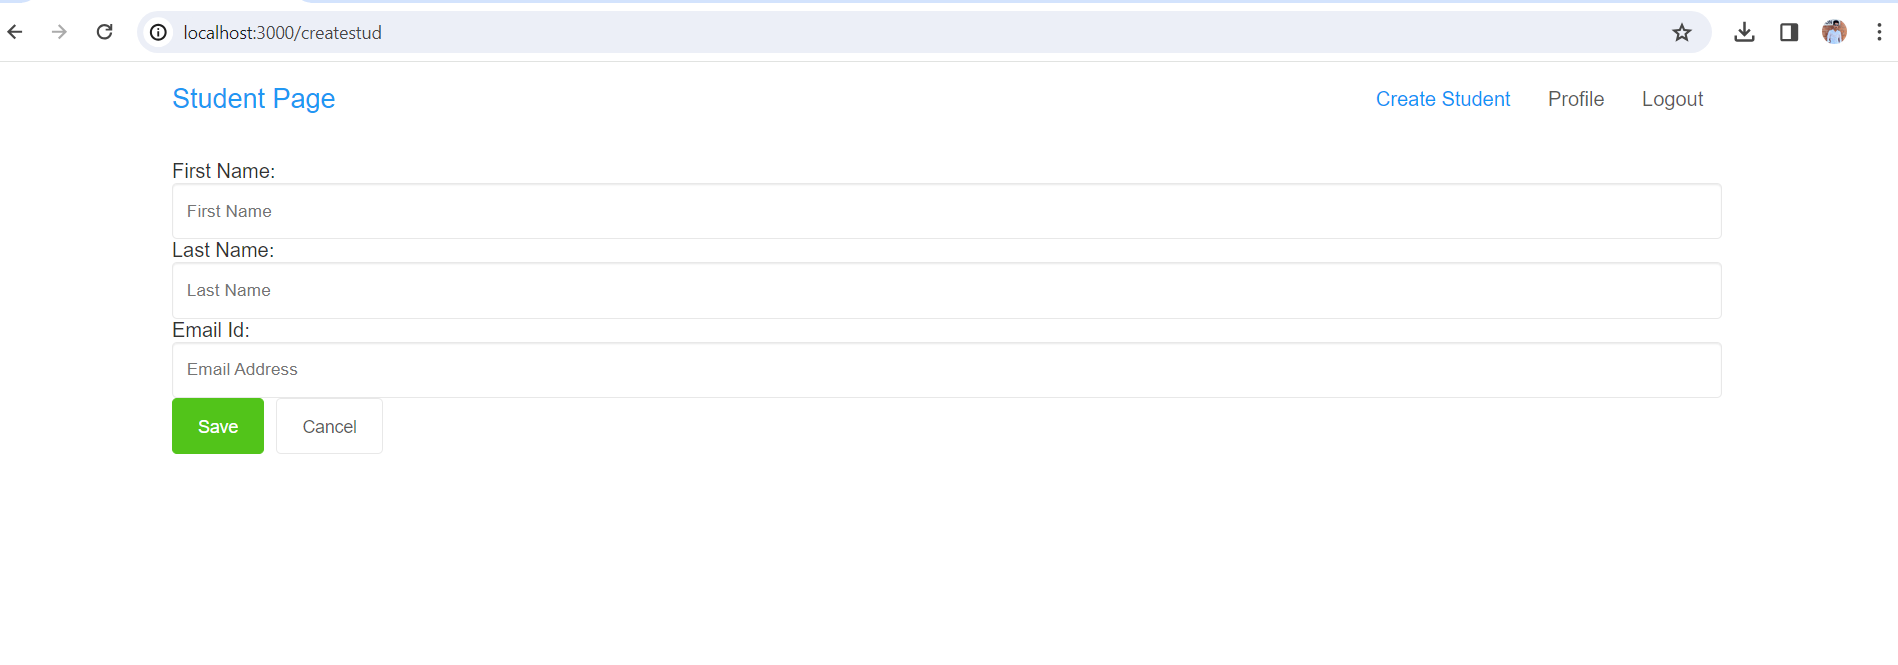 localhost:3000/createstud
Student Page Create Student Profile Logout
First Name:
First Name
Last Name:
Last Name
Email Id:
Email Address
Save Cancel